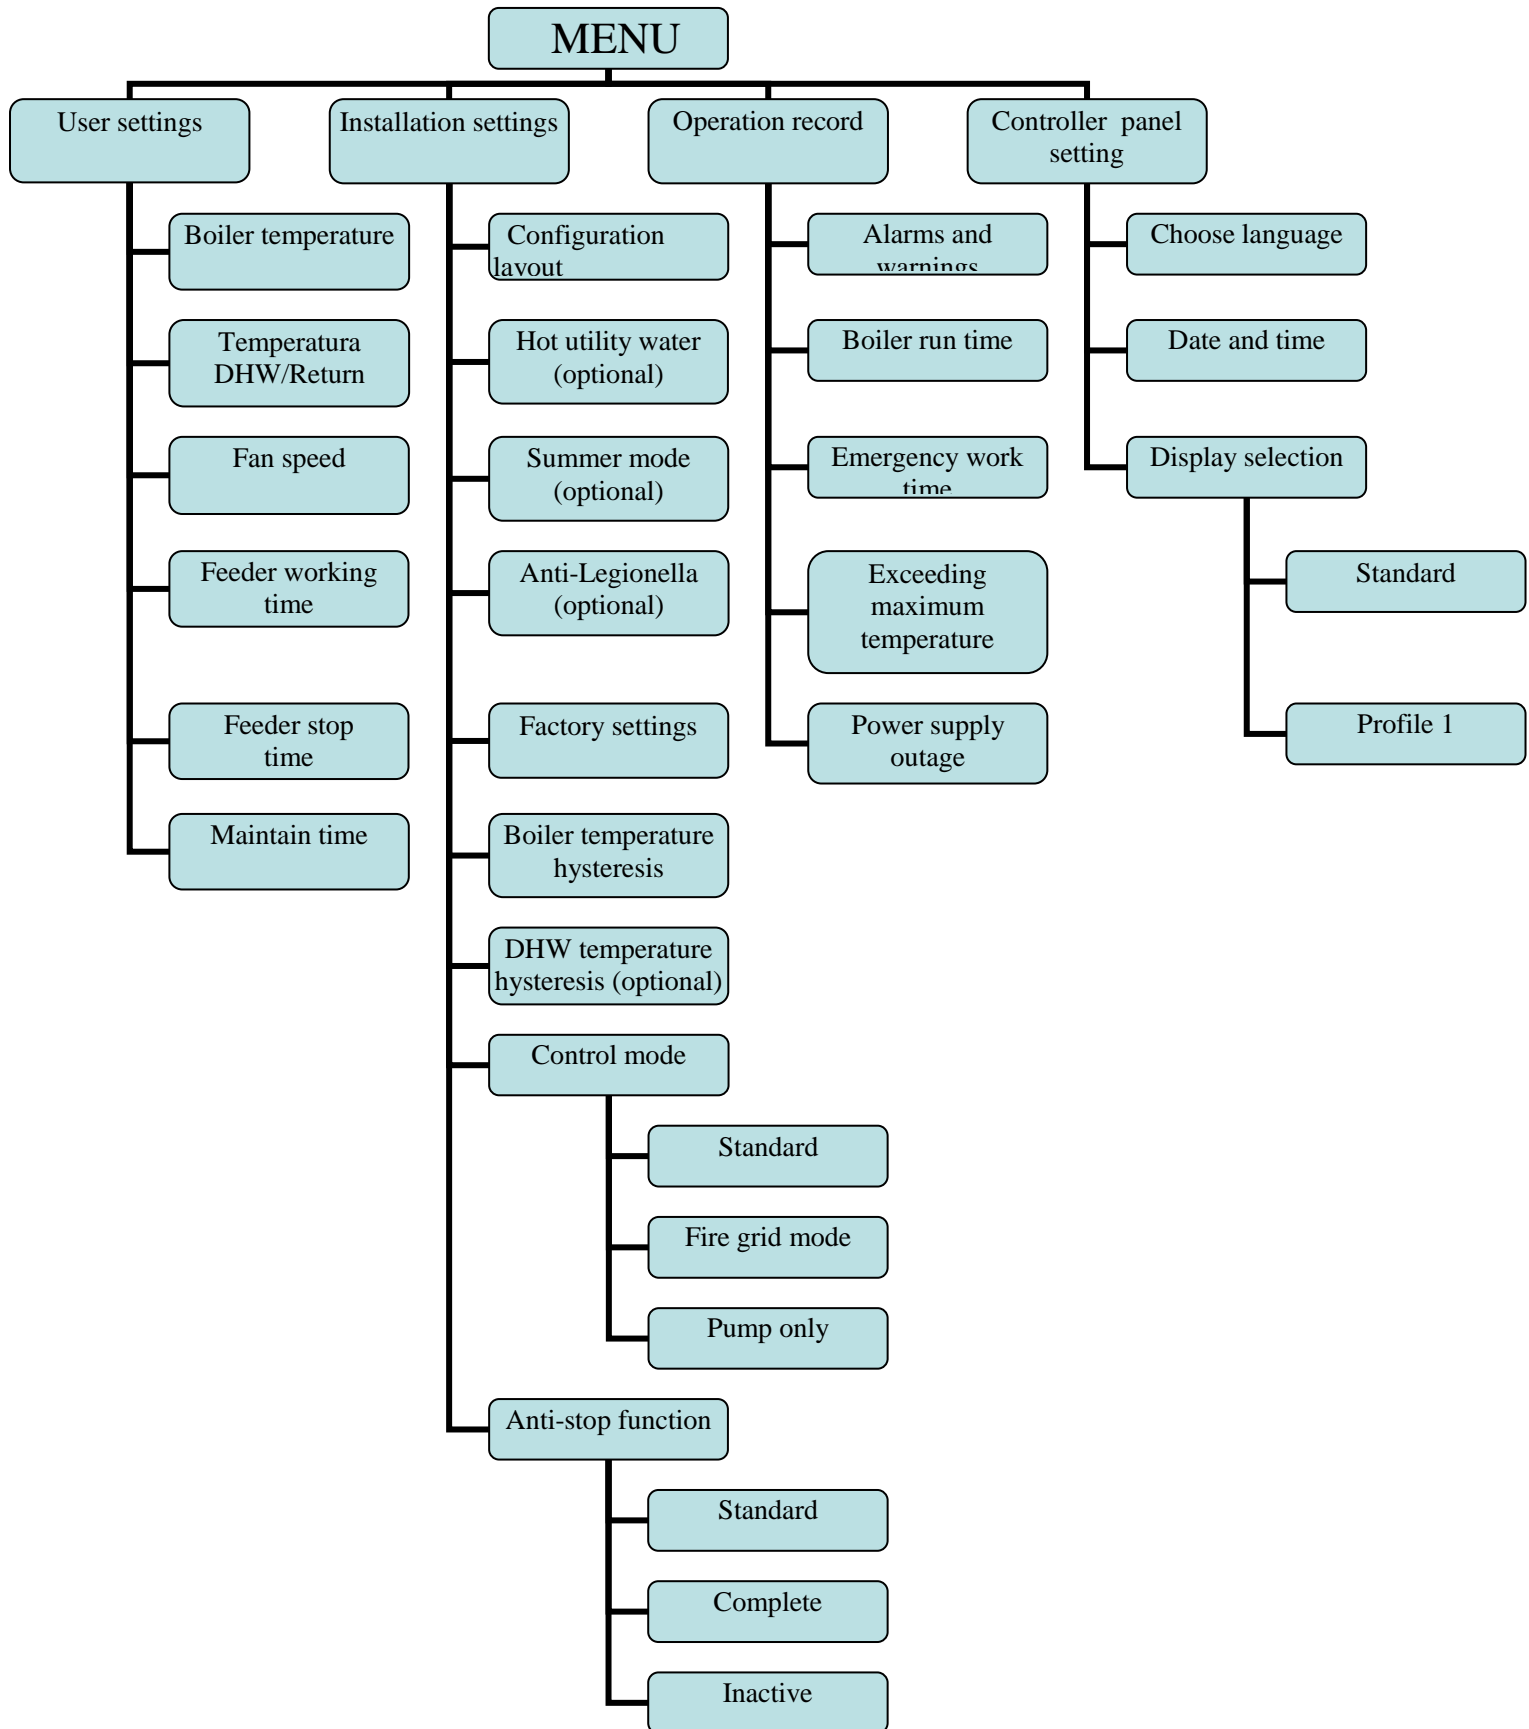 MENU
User settings
Boiler temperature
Temperatura
DHW/Return
Fan speed
Feeder working
time
Feeder stop
time
Maintain time
Installation settings
Configuration
layout
Hot utility water
(optional)
Summer mode
(optional)
Anti-Legionella
(optional)
Factory settings
Boiler temperature
hysteresis
DHW temperature
hysteresis (optional)
Control mode
Standard
Fire grid mode
Pump only
Anti-stop function
Standard
Complete
Inactive
Operation record
Alarms and
warnings
Boiler run time
Emergency work
time
Exceeding
maximum
temperature
Power supply
outage
Controller panel
setting
Choose language
Date and time
Display selection
Standard
Profile 1